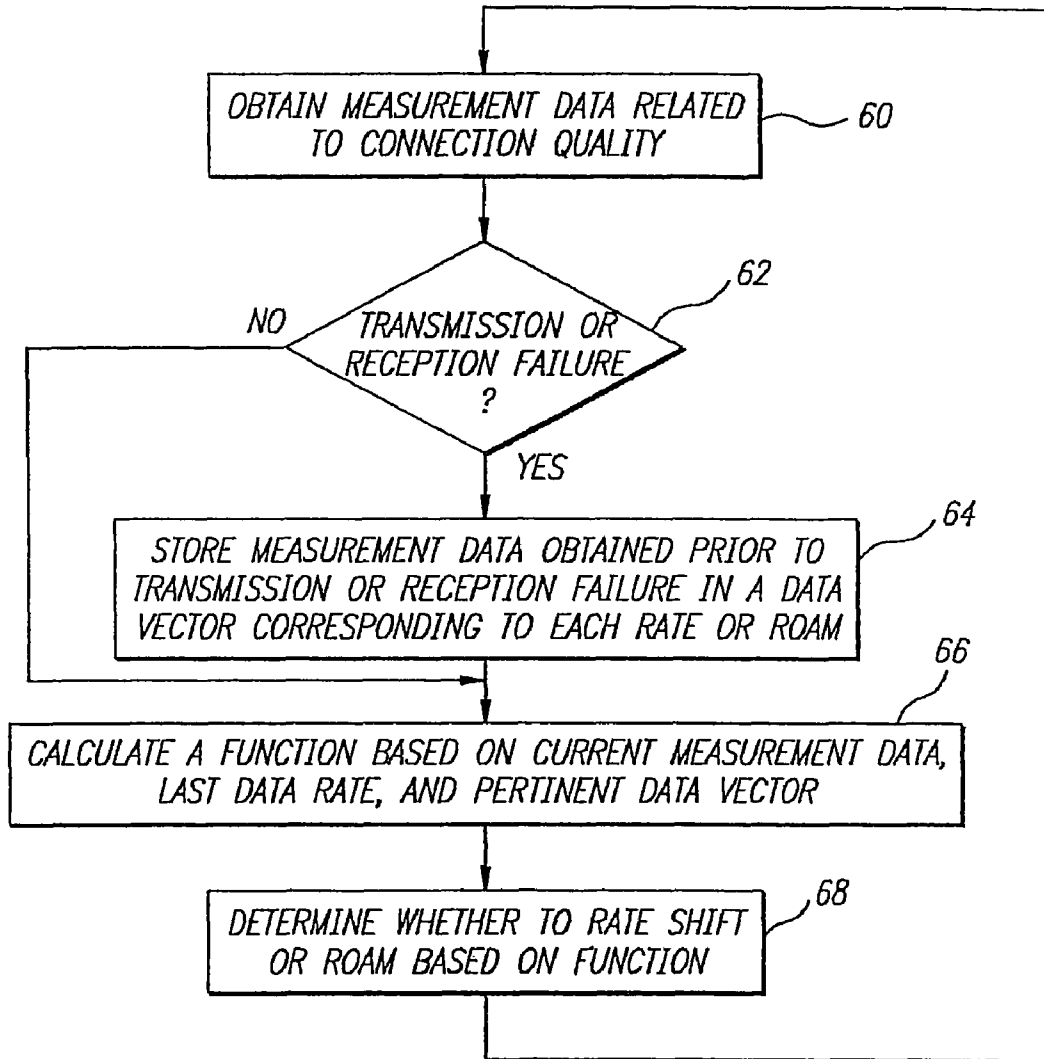 OBTAIN MEASUREMENT DATA RELATED
TO CONNECTION QUALITY
60
62
NO
TRANSMISSION OR
RECEPTION FAILURE
?
YES
64
STORE MEASUREMENT DATA OBTAINED PRIOR TO
TRANSMISSION OR RECEPTION FAILURE IN A DATA
VECTOR CORRESPONDING TO EACH RATE OR ROAM
66
CALCULATE A FUNCTION BASED ON CURRENT MEASUREMENT DATA,
LAST DATA RATE, AND PERTINENT DATA VECTOR
68
DETERMINE WHETHER TO RATE SHIFT
OR ROAM BASED ON FUNCTION